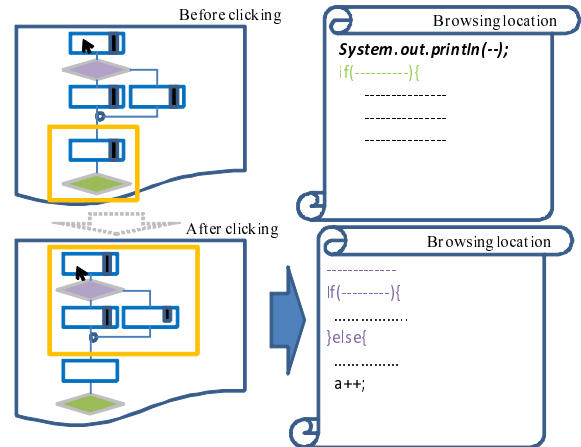 Before clicking
Browsing location
System.out.println(--);
if(----------){
---------------
---------------
---------------
After clicking
Browsing location
-------------
If(---------){
.................
}else{
...............
a++;